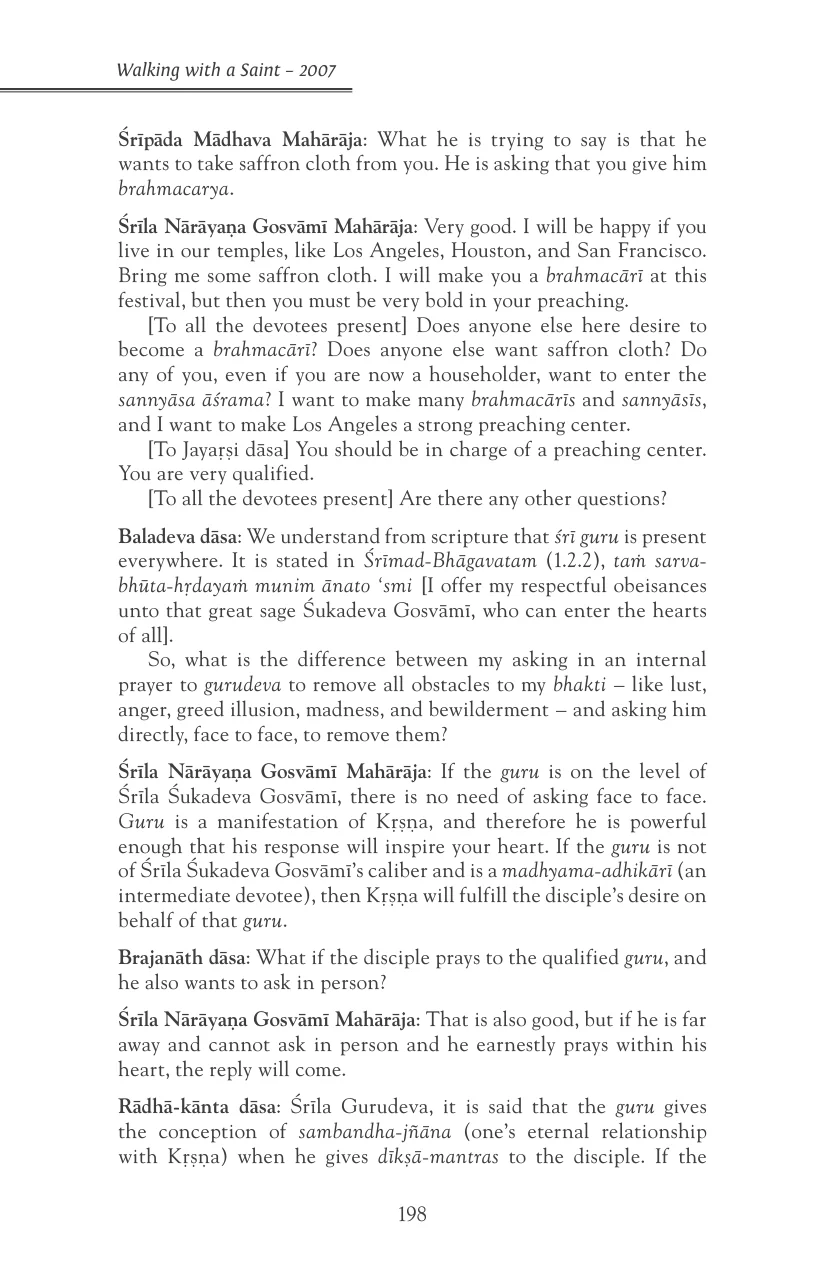 Walking with a Saint – 2007
Śrīpāda Mādhava Mahārāja: What he is trying to say is that he
wants to take saffron cloth from you. He is asking that you give him
brahmacarya.
Śrīla Nārāyaṇa Gosvāmī Mahārāja: Very good. I will be happy if you
live in our temples, like Los Angeles, Houston, and San Francisco.
Bring me some saffron cloth. I will make you a brahmacārī at this
festival, but then you must be very bold in your preaching.
[To all the devotees present] Does anyone else here desire to
become a brahmacārī? Does anyone else want saffron cloth? Do
any of you, even if you are now a householder, want to enter the
sannyāsa āśrama? I want to make many brahmacārīs and sannyāsīs,
and I want to make Los Angeles a strong preaching center.
[To Jayaṛṣi dāsa] You should be in charge of a preaching center.
You are very qualified.
[To all the devotees present] Are there any other questions?
Baladeva dāsa: We understand from scripture that śrī guru is present
everywhere. It is stated in Śrīmad-Bhāgavatam (1.2.2), taṁ sarva-
bhūta-hṛdayaṁ munim ānato ‘smi [I offer my respectful obeisances
unto that great sage Śukadeva Gosvāmī, who can enter the hearts
of all].
So, what is the difference between my asking in an internal
prayer to gurudeva to remove all obstacles to my bhakti – like lust,
anger, greed illusion, madness, and bewilderment – and asking him
directly, face to face, to remove them?
Śrīla Nārāyaṇa Gosvāmī Mahārāja: If the guru is on the level of
Śrīla Śukadeva Gosvāmī, there is no need of asking face to face.
Guru is a manifestation of Kṛṣṇa, and therefore he is powerful
enough that his response will inspire your heart. If the guru is not
of Śrīla Śukadeva Gosvāmī’s caliber and is a madhyama-adhikārī (an
intermediate devotee), then Kṛṣṇa will fulfill the disciple’s desire on
behalf of that guru.
Brajanāth dāsa: What if the disciple prays to the qualified guru, and
he also wants to ask in person?
Śrīla Nārāyaṇa Gosvāmī Mahārāja: That is also good, but if he is far
away and cannot ask in person and he earnestly prays within his
heart, the reply will come.
Rādhā-kānta dāsa: Śrīla Gurudeva, it is said that the guru gives
the conception of sambandha-jñāna (one’s eternal relationship
with Kṛṣṇa) when he gives dīkṣā-mantras to the disciple. If the
198